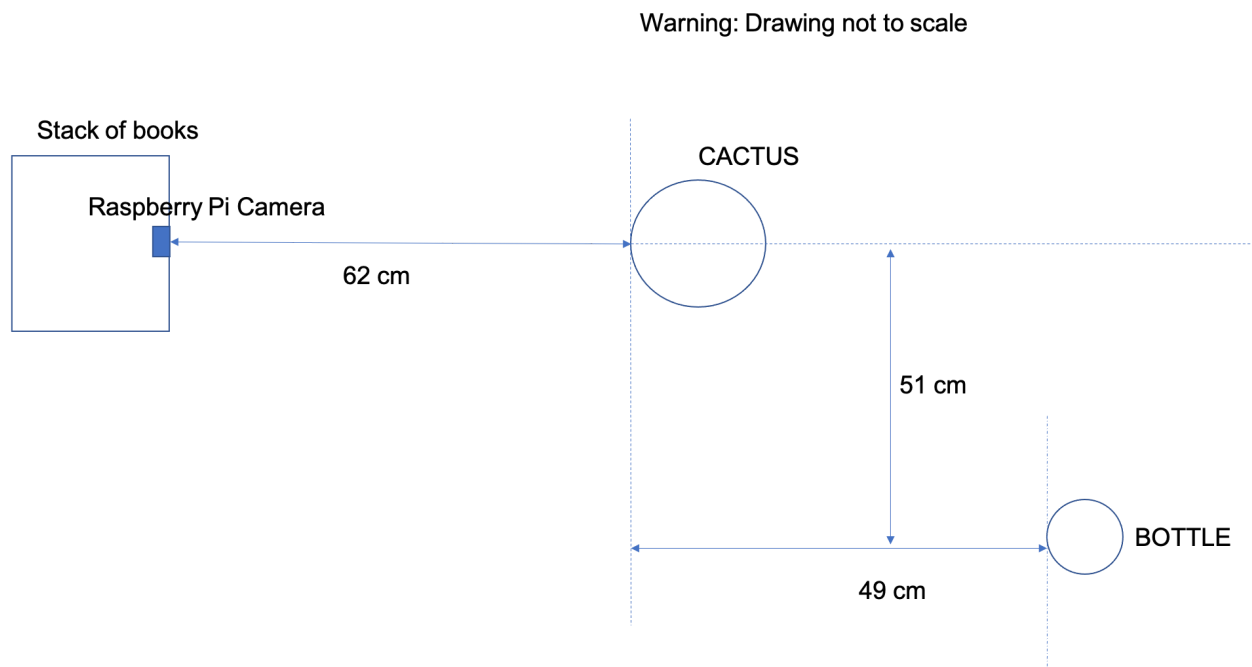 Warning: Drawing not to scale
Stack of books
CACTUS
Raspberry Pi Camera
62 cm
51 cm
BOTTLE
49 cm